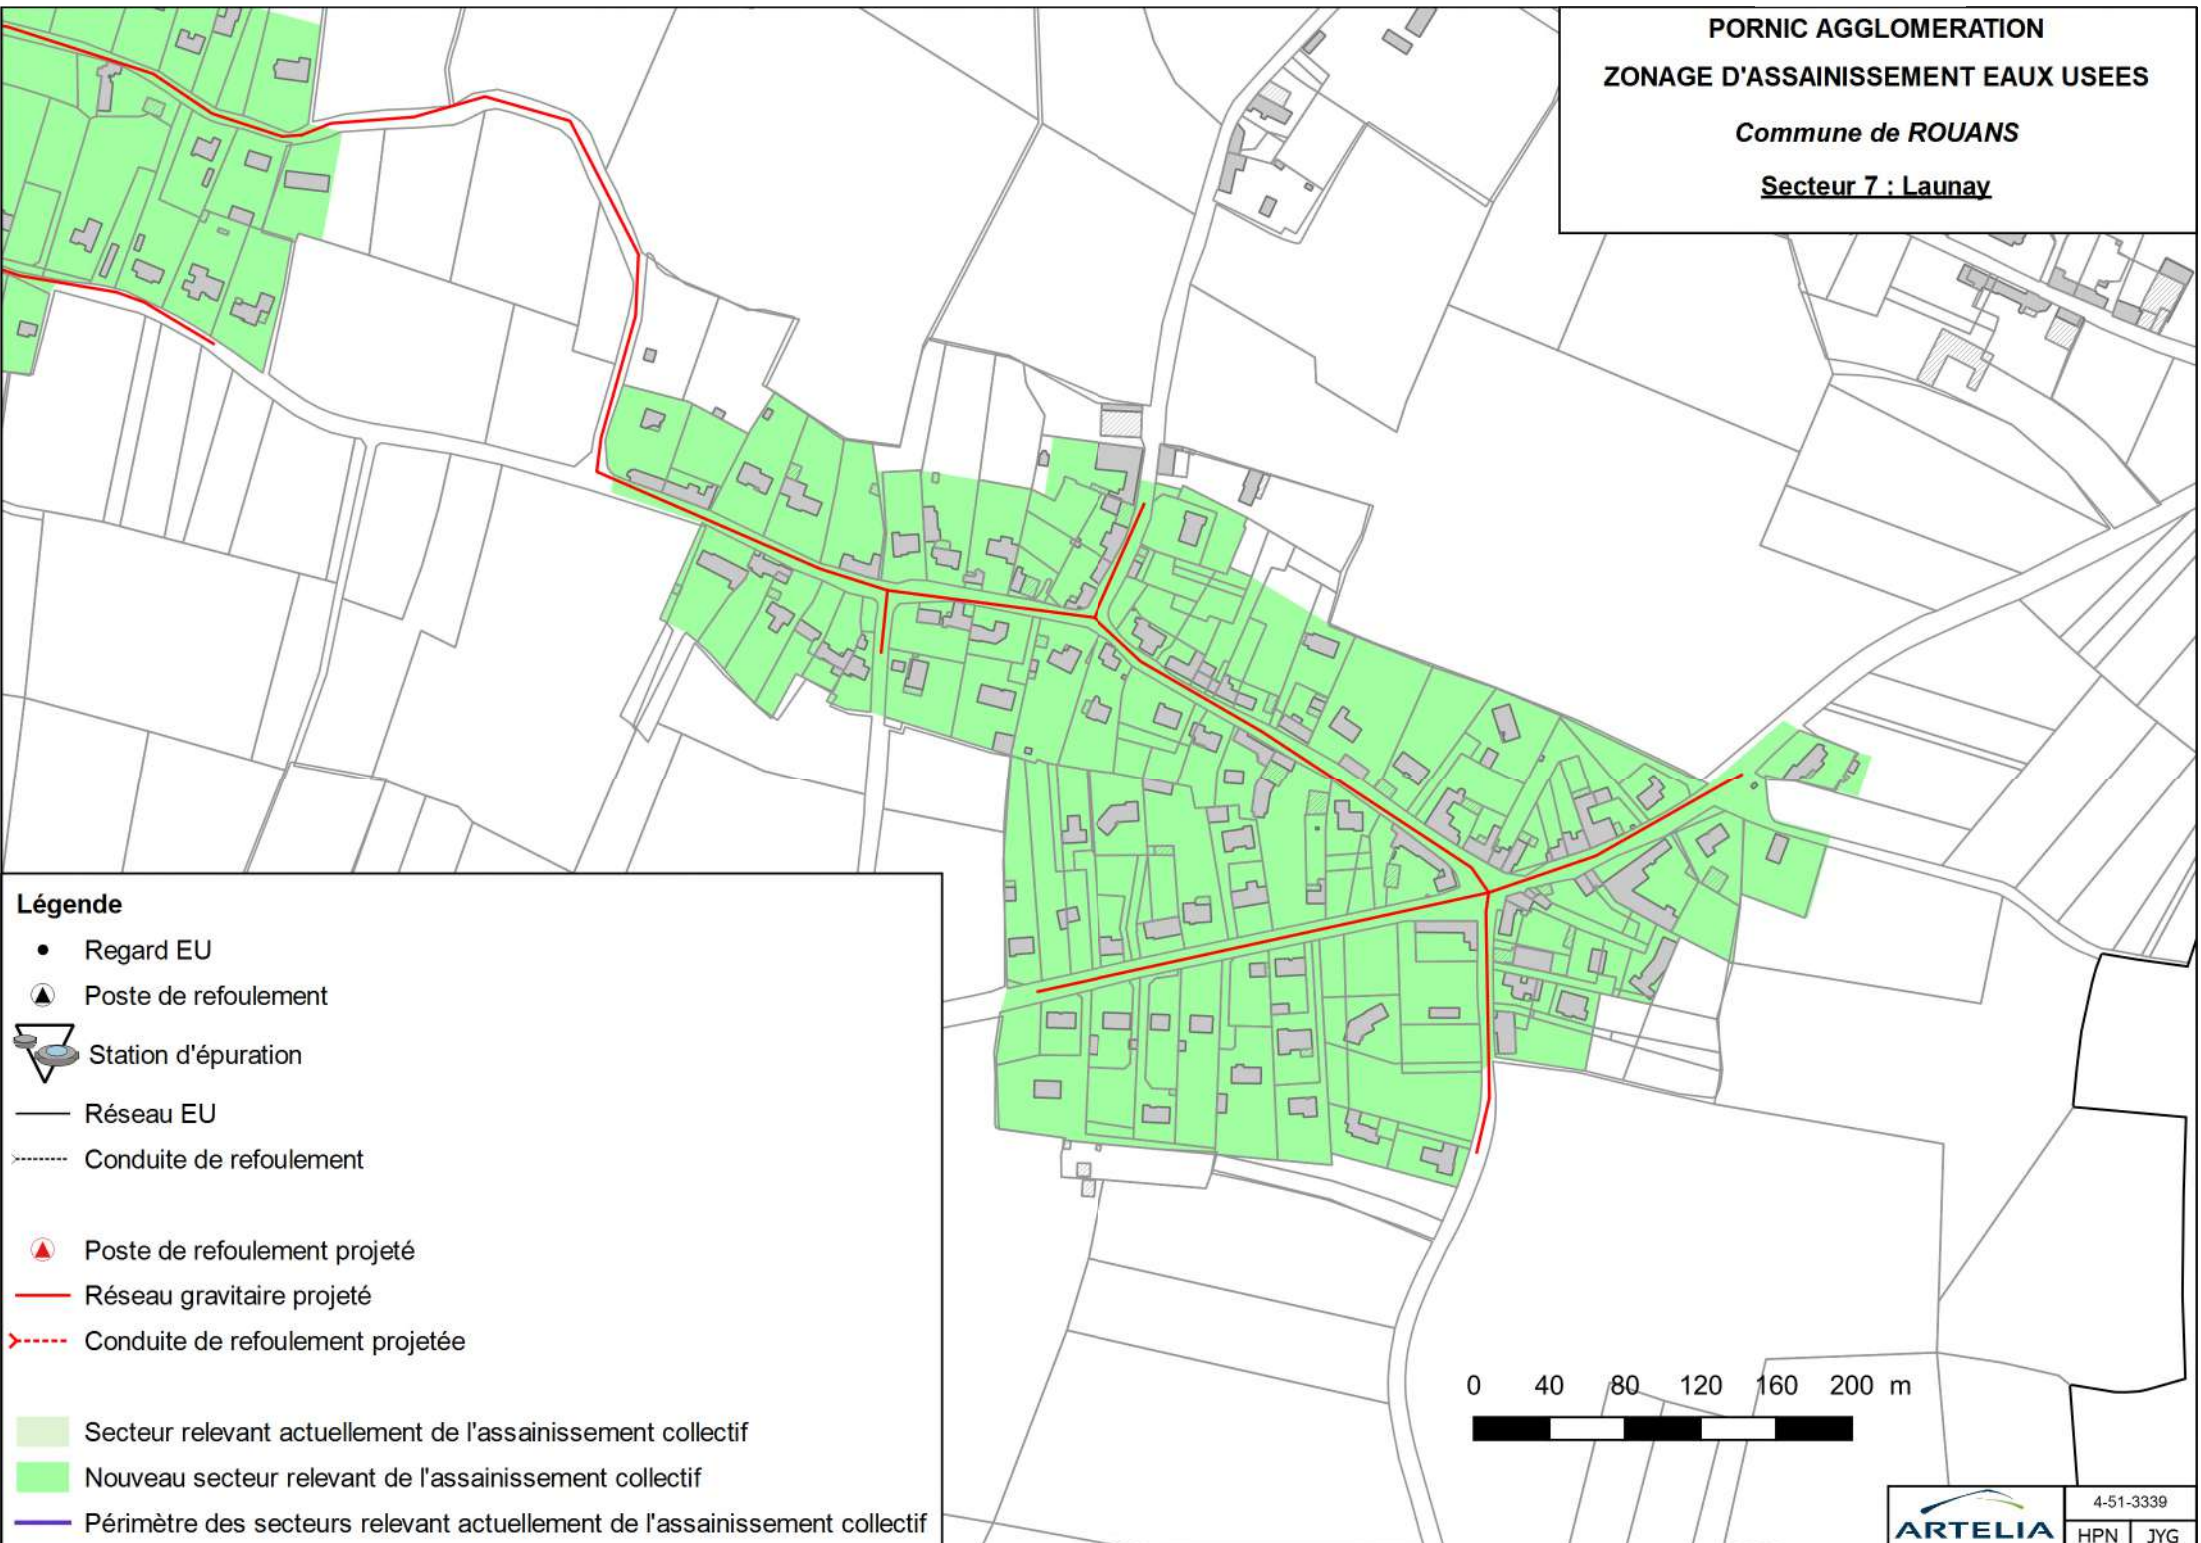 PORNIC AGGLOMERATION
ZONAGE D'ASSAINISSEMENT EAUX USEES
Commune de ROUANS
Secteur 7 : Launay
Légende
Regard EU
Poste de refoulement
Station d'épuration
Réseau EU
Conduite de refoulement
Poste de refoulement projeté
Réseau gravitaire projeté
Conduite de refoulement projetée
Secteur relevant actuellement de l'assainissement collectif
Nouveau secteur relevant de l'assainissement collectif
Périmètre des secteurs relevant actuellement de l'assainissement collectif
0 40 80 120 160 200 m
ARTELIA
4-51-3339
HPN JYG